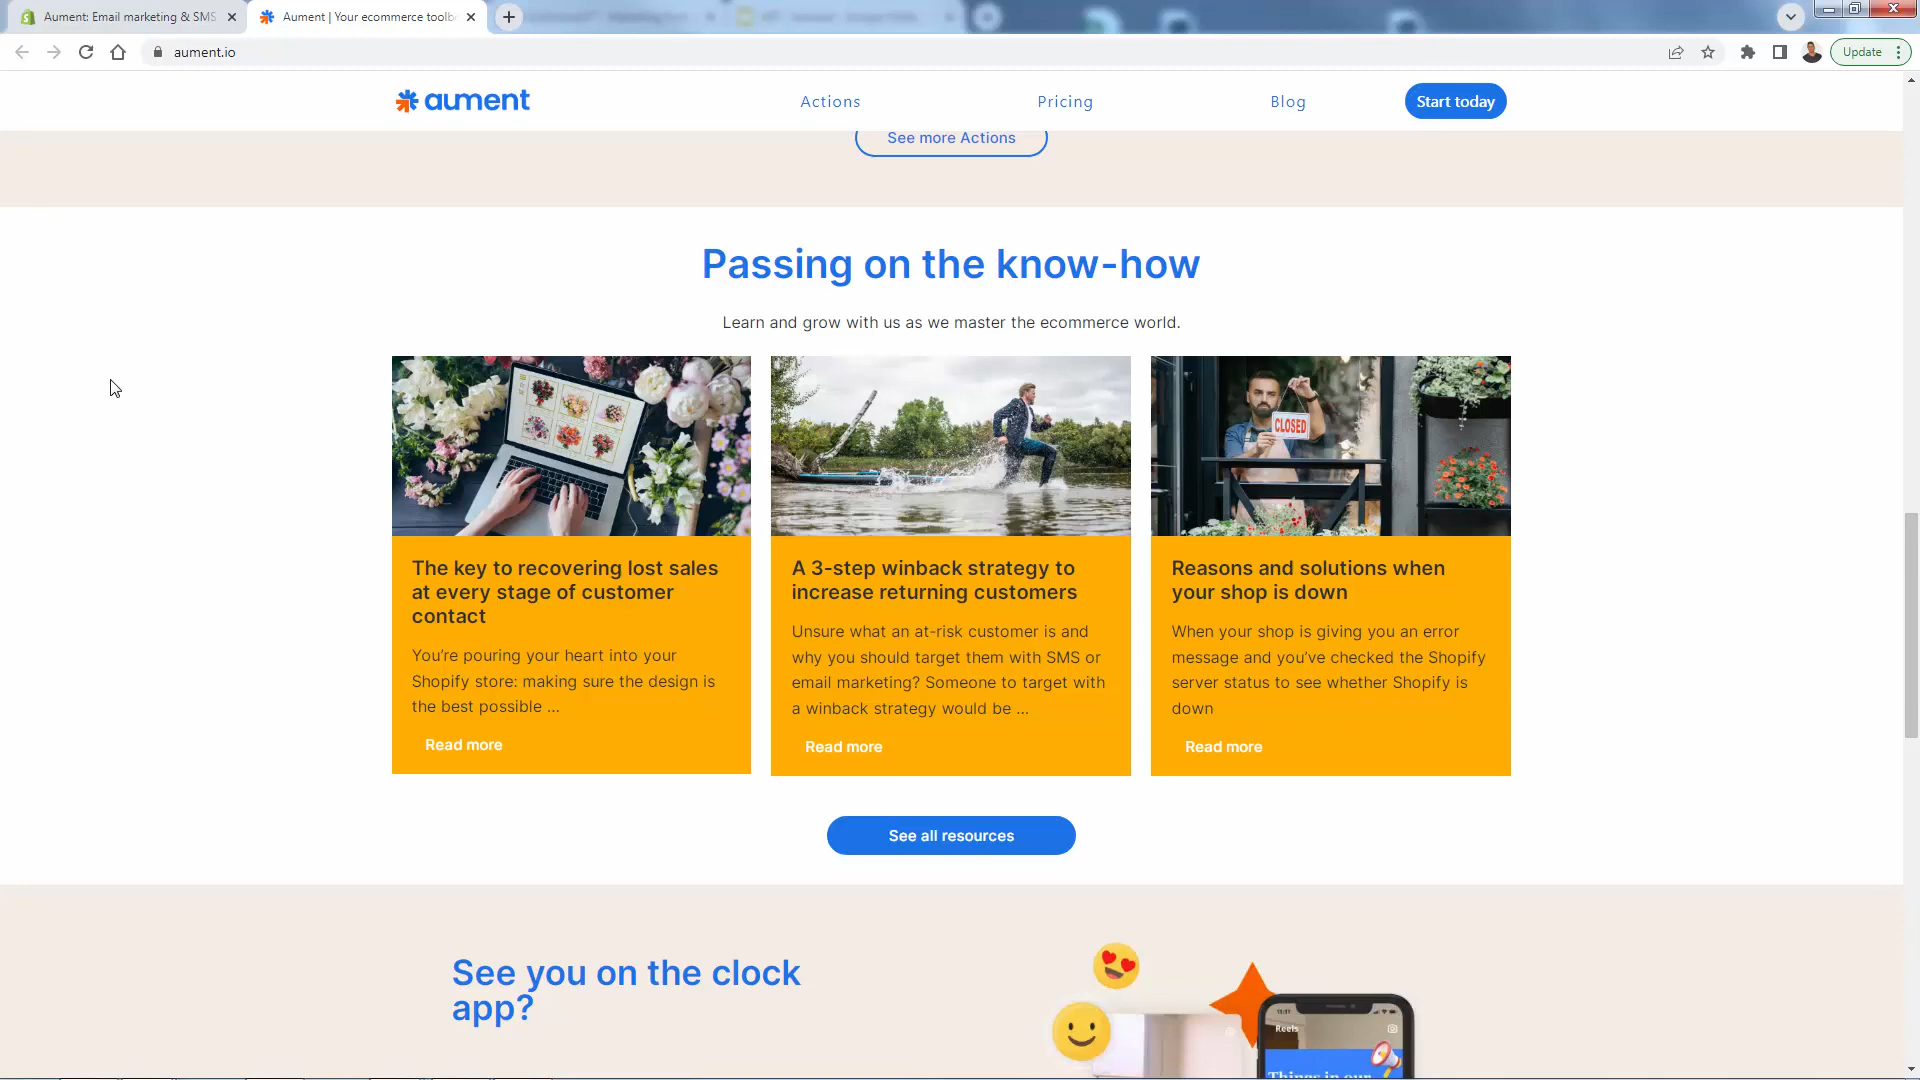 Aument: Email marketing & SMS
Aument | Your ecommerce toolb
aument.io
Update
aument
Actions
Pricing
Blog
Start today
See more Actions
Passing on the know-how
Learn and grow with us as we master the ecommerce world.
CLOSED
The key to recovering lost sales
at every stage of customer
contact
You're pouring your heart into your
Shopify store: making sure the design is
the best possible ...
Read more
A 3-step winback strategy to
increase returning customers
Unsure what an at-risk customer is and
why you should target them with SMS or
email marketing? Someone to target with
a winback strategy would be ...
Read more
Reasons and solutions when
your shop is down
When your shop is giving you an error
message and you've checked the Shopify
server status to see whether Shopify is
down
Read more
See all resources
See you on the clock
app?
11:11
Reels
Things in our